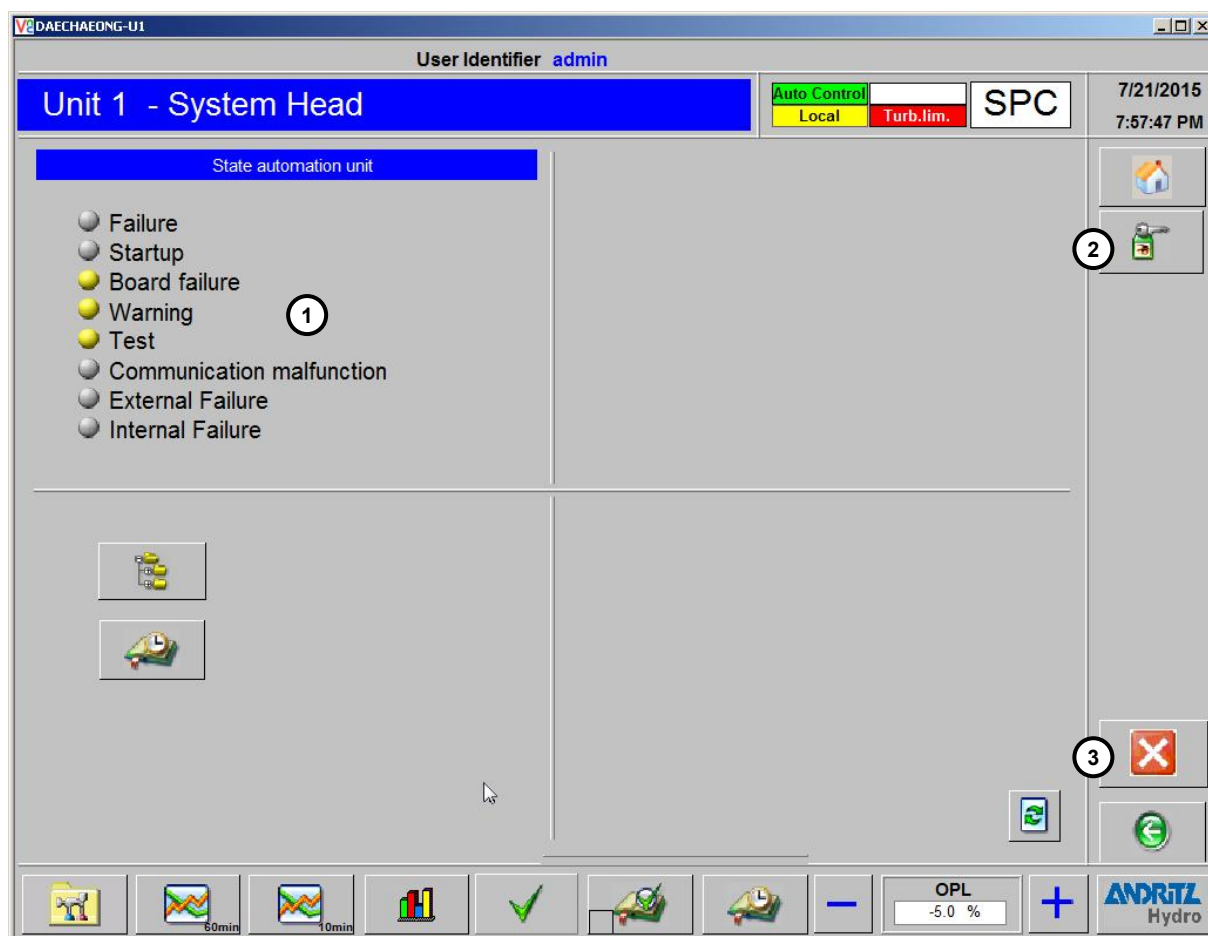 DAECHAEONG-U1
User Identifier admin
Unit 1 - System Head
Auto Control
Local
Turb.lim.
SPC
7/21/2015
7:57:47 PM
State automation unit
Failure
Startup
Board failure
Warning
Test
Communication malfunction
External Failure
Internal Failure
1
2
3
60min
10min
OPL
-5.0 %
ANDRITZ
Hydro